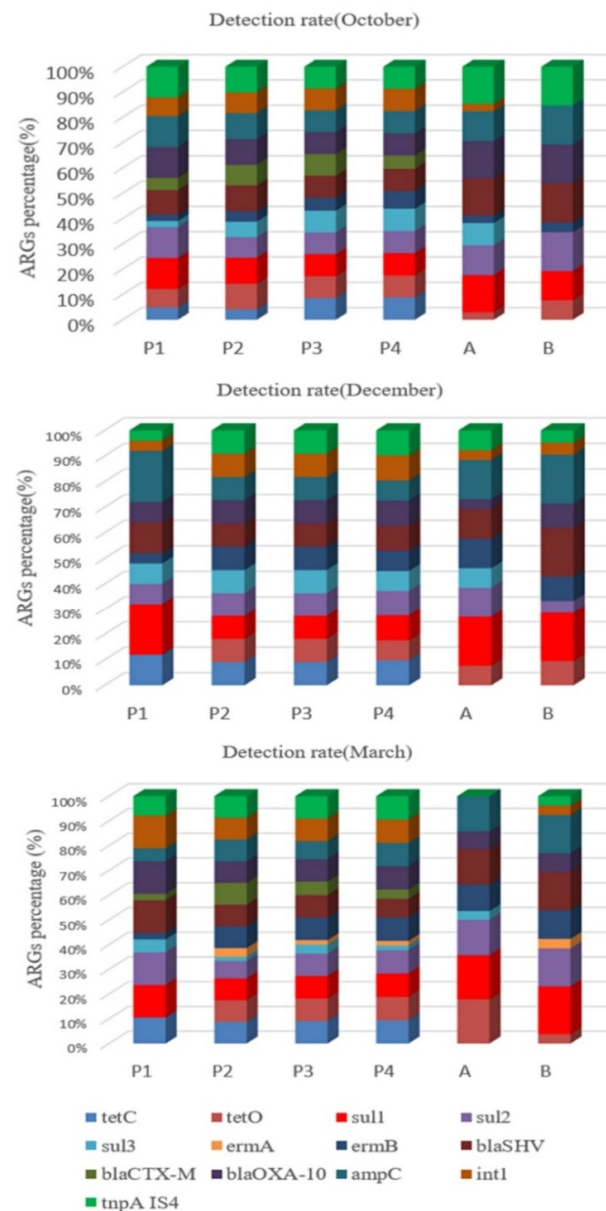 Detection rate(October)
ARGs percentage(%)
100%
90%
80%
70%
60%
50%
40%
30%
20%
10%
0%
P1 P2 P3 P4 A B
Detection rate(December)
ARGs percentage(%)
100%
90%
80%
70%
60%
50%
40%
30%
20%
10%
0%
P1 P2 P3 P4 A B
Detection rate(March)
ARGs percentage (%)
100%
90%
80%
70%
60%
50%
40%
30%
20%
10%
0%
P1 P2 P3 P4 A B
tetC tetO sul1 sul2
sul3 ermA ermB blaSHV
blaCTX-M blaOXA-10 ampC int1
tnpA IS4